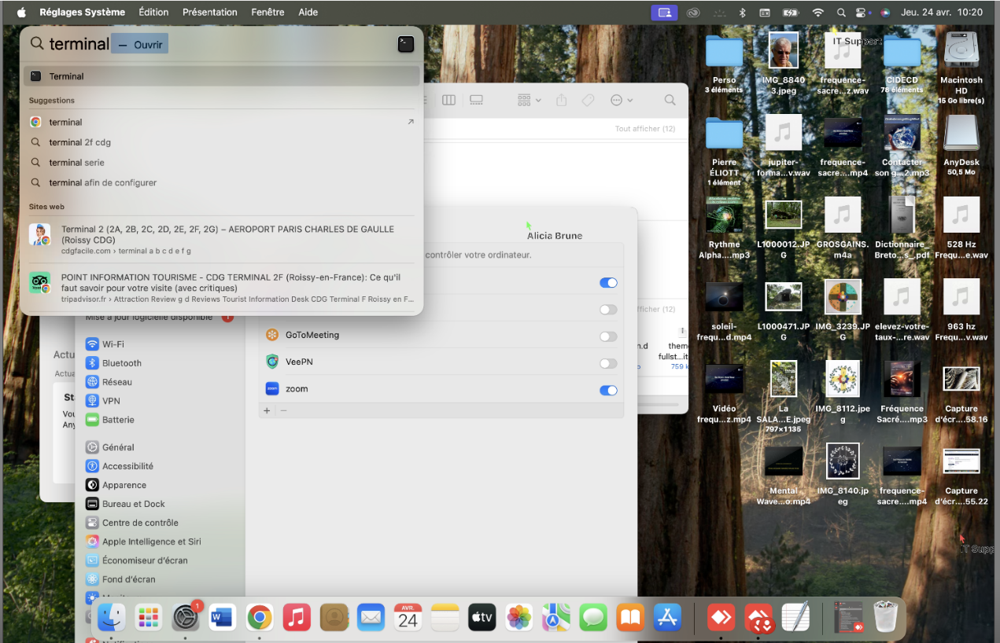 Réglages Système Édition Présentation Fenêtre Aide
Jeu. 24 avr. 10:20
terminal — Ouvrir
Terminal
Suggestions
terminal
terminal 2f cdg
terminal serie
terminal afin de configurer
Sites web
Terminal 2 (2A, 2B, 2C, 2D, 2E, 2F, 2G) – AEROPORT PARIS CHARLES DE GAULLE
(Roissy CDG)
cdgfacile.com › terminal a b c d e f g
POINT INFORMATION TOURISME - CDG TERMINAL 2F (Roissy-en-France): Ce qu'il
faut savoir pour votre visite (avec critiques)
tripadvisor.fr › Attraction Review g d Reviews Tourist Information Desk CDG Terminal F Roissy en F...
Tout afficher (12)
Alicia Brune
contrôler votre ordinateur.
fficher (12)
GoToMeeting
VeePN
zoom
+ −
n.d
them
fullst...it
759 k
Mise à jour logicielle disponible 1
Wi-Fi
Bluetooth
Réseau
VPN
Batterie
Général
Accessibilité
Apparence
Bureau et Dock
Centre de contrôle
Apple Intelligence et Siri
Économiseur d'écran
Fond d'écran
Actu
Actua
St
Vou
Any
IT Support
Perso
3 éléments
IMG_8840
3.jpeg
frequence-
sacre...z.wav
CIDECD
78 éléments
Macintosh
HD
15 Go libre(s)
Pierre
ÉLIOTT
1 élément
jupiter-
forma...v.wav
frequence-
sacre....mp4
Contacter
son g...2.mp3
AnyDesk
50,5 Mo
Rythme
Alpha....mp3
L1000012.JP
G
GROSGAINS.
m4a
Dictionnaire_
Breto...s_.pdf
528 Hz
Frequ...e.wav
soleil-
frequ...d.mp4
L1000471.JP
G
IMG_3239.JP
G
elevez-votre-
taux-...re.wav
963 hz
Frequ...v.wav
Vidéo
frequ...z.mp4
La
SALA...E.jpeg
797×1135
IMG_8112.jpe
g
Fréquence
Sacré....mp3
Capture
d'écr....58.16
Mental
Wave...o.mp4
IMG_8140.jp
eg
frequence-
sacre....mp4
Capture
d'écr....55.22
IT Supp
1
AVR.
24
tv